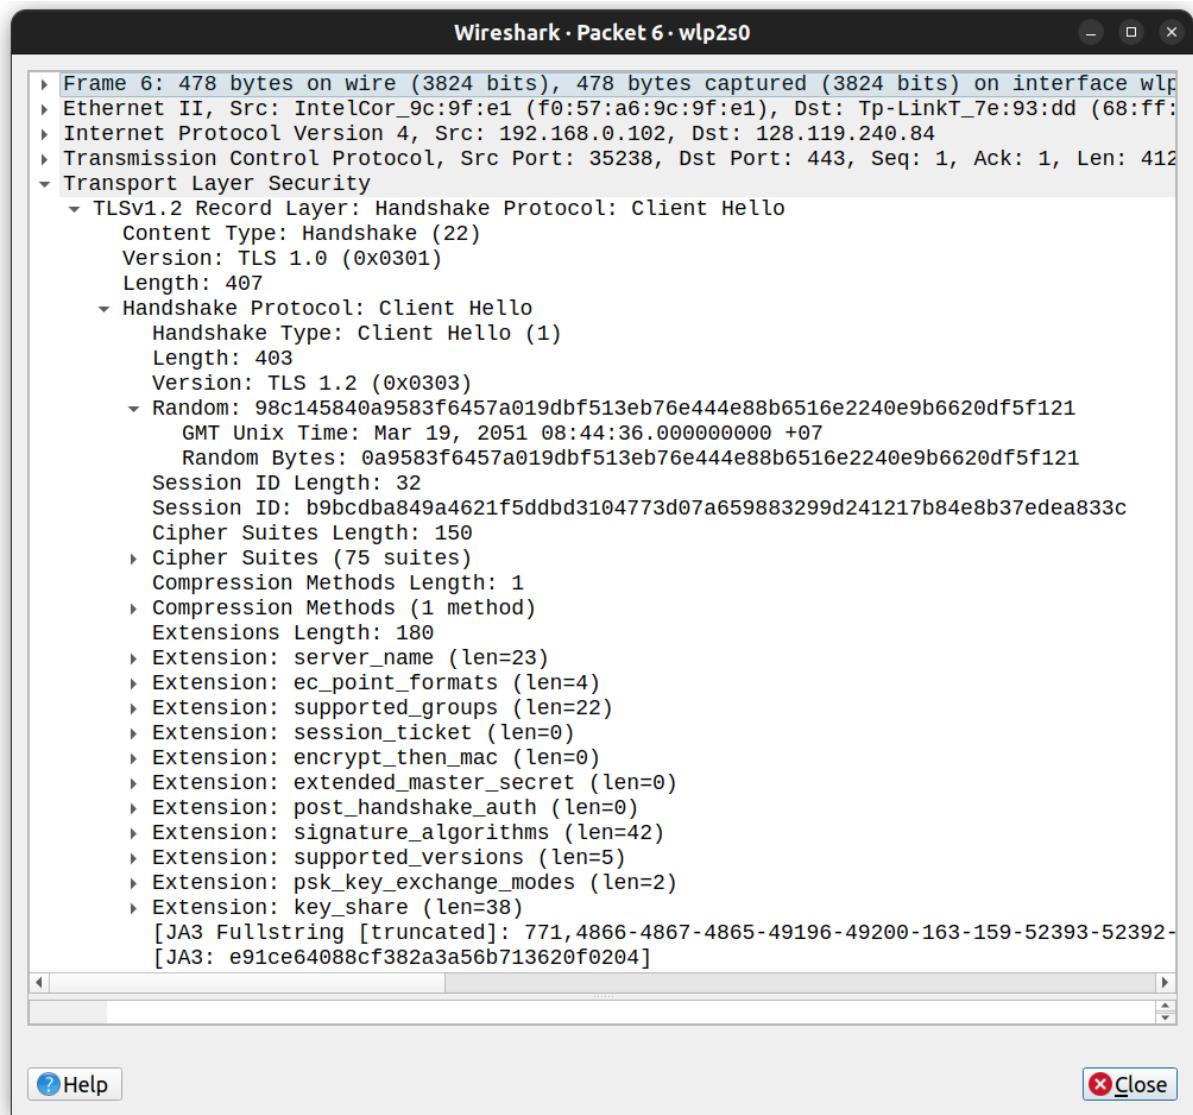 Wireshark · Packet 6 · wlp2s0
Frame 6: 478 bytes on wire (3824 bits), 478 bytes captured (3824 bits) on interface wlp
Ethernet II, Src: IntelCor_9c:9f:e1 (f0:57:a6:9c:9f:e1), Dst: Tp-LinkT_7e:93:dd (68:ff:
Internet Protocol Version 4, Src: 192.168.0.102, Dst: 128.119.240.84
Transmission Control Protocol, Src Port: 35238, Dst Port: 443, Seq: 1, Ack: 1, Len: 412
Transport Layer Security
TLSv1.2 Record Layer: Handshake Protocol: Client Hello
Content Type: Handshake (22)
Version: TLS 1.0 (0x0301)
Length: 407
Handshake Protocol: Client Hello
Handshake Type: Client Hello (1)
Length: 403
Version: TLS 1.2 (0x0303)
Random: 98c145840a9583f6457a019dbf513eb76e444e88b6516e2240e9b6620df5f121
GMT Unix Time: Mar 19, 2051 08:44:36.000000000 +07
Random Bytes: 0a9583f6457a019dbf513eb76e444e88b6516e2240e9b6620df5f121
Session ID Length: 32
Session ID: b9bcdba849a4621f5ddbd3104773d07a659883299d241217b84e8b37edea833c
Cipher Suites Length: 150
Cipher Suites (75 suites)
Compression Methods Length: 1
Compression Methods (1 method)
Extensions Length: 180
Extension: server_name (len=23)
Extension: ec_point_formats (len=4)
Extension: supported_groups (len=22)
Extension: session_ticket (len=0)
Extension: encrypt_then_mac (len=0)
Extension: extended_master_secret (len=0)
Extension: post_handshake_auth (len=0)
Extension: signature_algorithms (len=42)
Extension: supported_versions (len=5)
Extension: psk_key_exchange_modes (len=2)
Extension: key_share (len=38)
[JA3 Fullstring [truncated]: 771,4866-4867-4865-49196-49200-163-159-52393-52392-
[JA3: e91ce64088cf382a3a56b713620f0204]
Help
Close